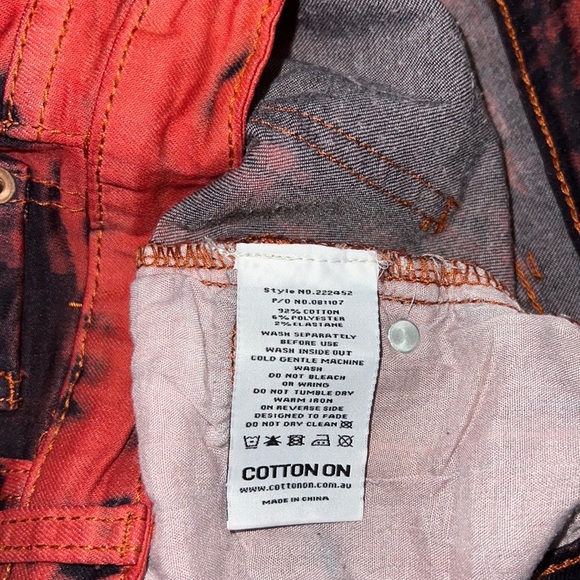 Style NO.222452
P/O NO.081107
92% COTTON
6% POLYESTER
2% ELASTANE
WASH SEPARATELY
BEFORE USE
WASH INSIDE OUT
COLD GENTLE MACHINE
WASH
DO NOT BLEACH
OR WRING
DO NOT TUMBLE DRY
WARM IRON
ON REVERSE SIDE
DESIGNED TO FADE
DO NOT DRY CLEAN
COTTON ON
www.cottonon.com.au
MADE IN CHINA